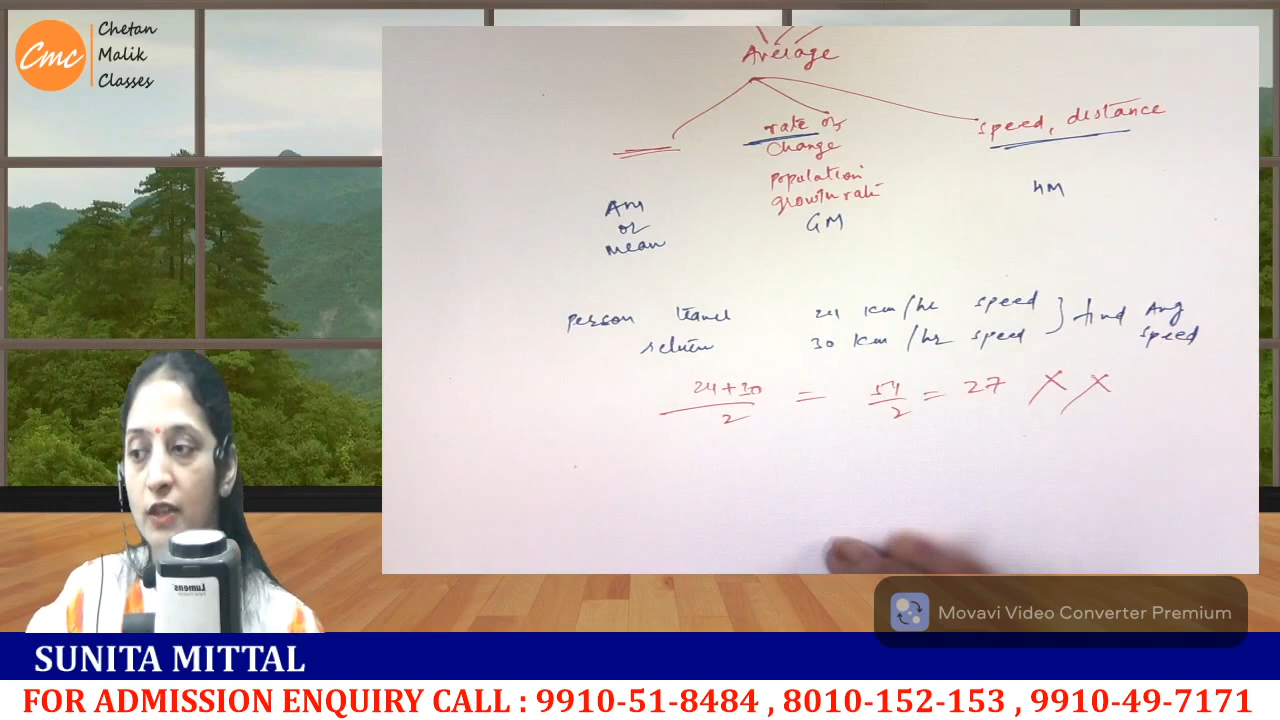 Cmc
Chetan
Malik
Classes
Average
rate of
change
speed, distance
population
growth rate
HM
AM
or
mean
GM
person travel 24 km/hr speed } find Avg
return 30 km/hr speed speed
24+30 / 2 = 54 / 2 = 27 X X
Lumens
Movavi Video Converter Premium
SUNITA MITTAL
FOR ADMISSION ENQUIRY CALL : 9910-51-8484 , 8010-152-153 , 9910-49-7171